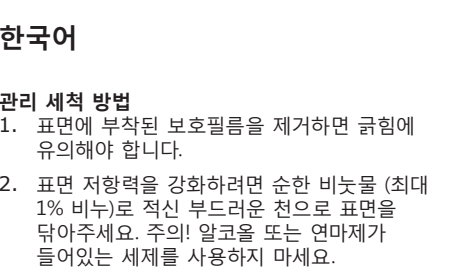 한국어
관리 세척 방법
1. 표면에 부착된 보호필름을 제거하면 긁힘에
유의해야 합니다.
2. 표면 저항력을 강화하려면 순한 비눗물 (최대
1% 비누)로 적신 부드러운 천으로 표면을
닦아주세요. 주의! 알코올 또는 연마제가
들어있는 세제를 사용하지 마세요.